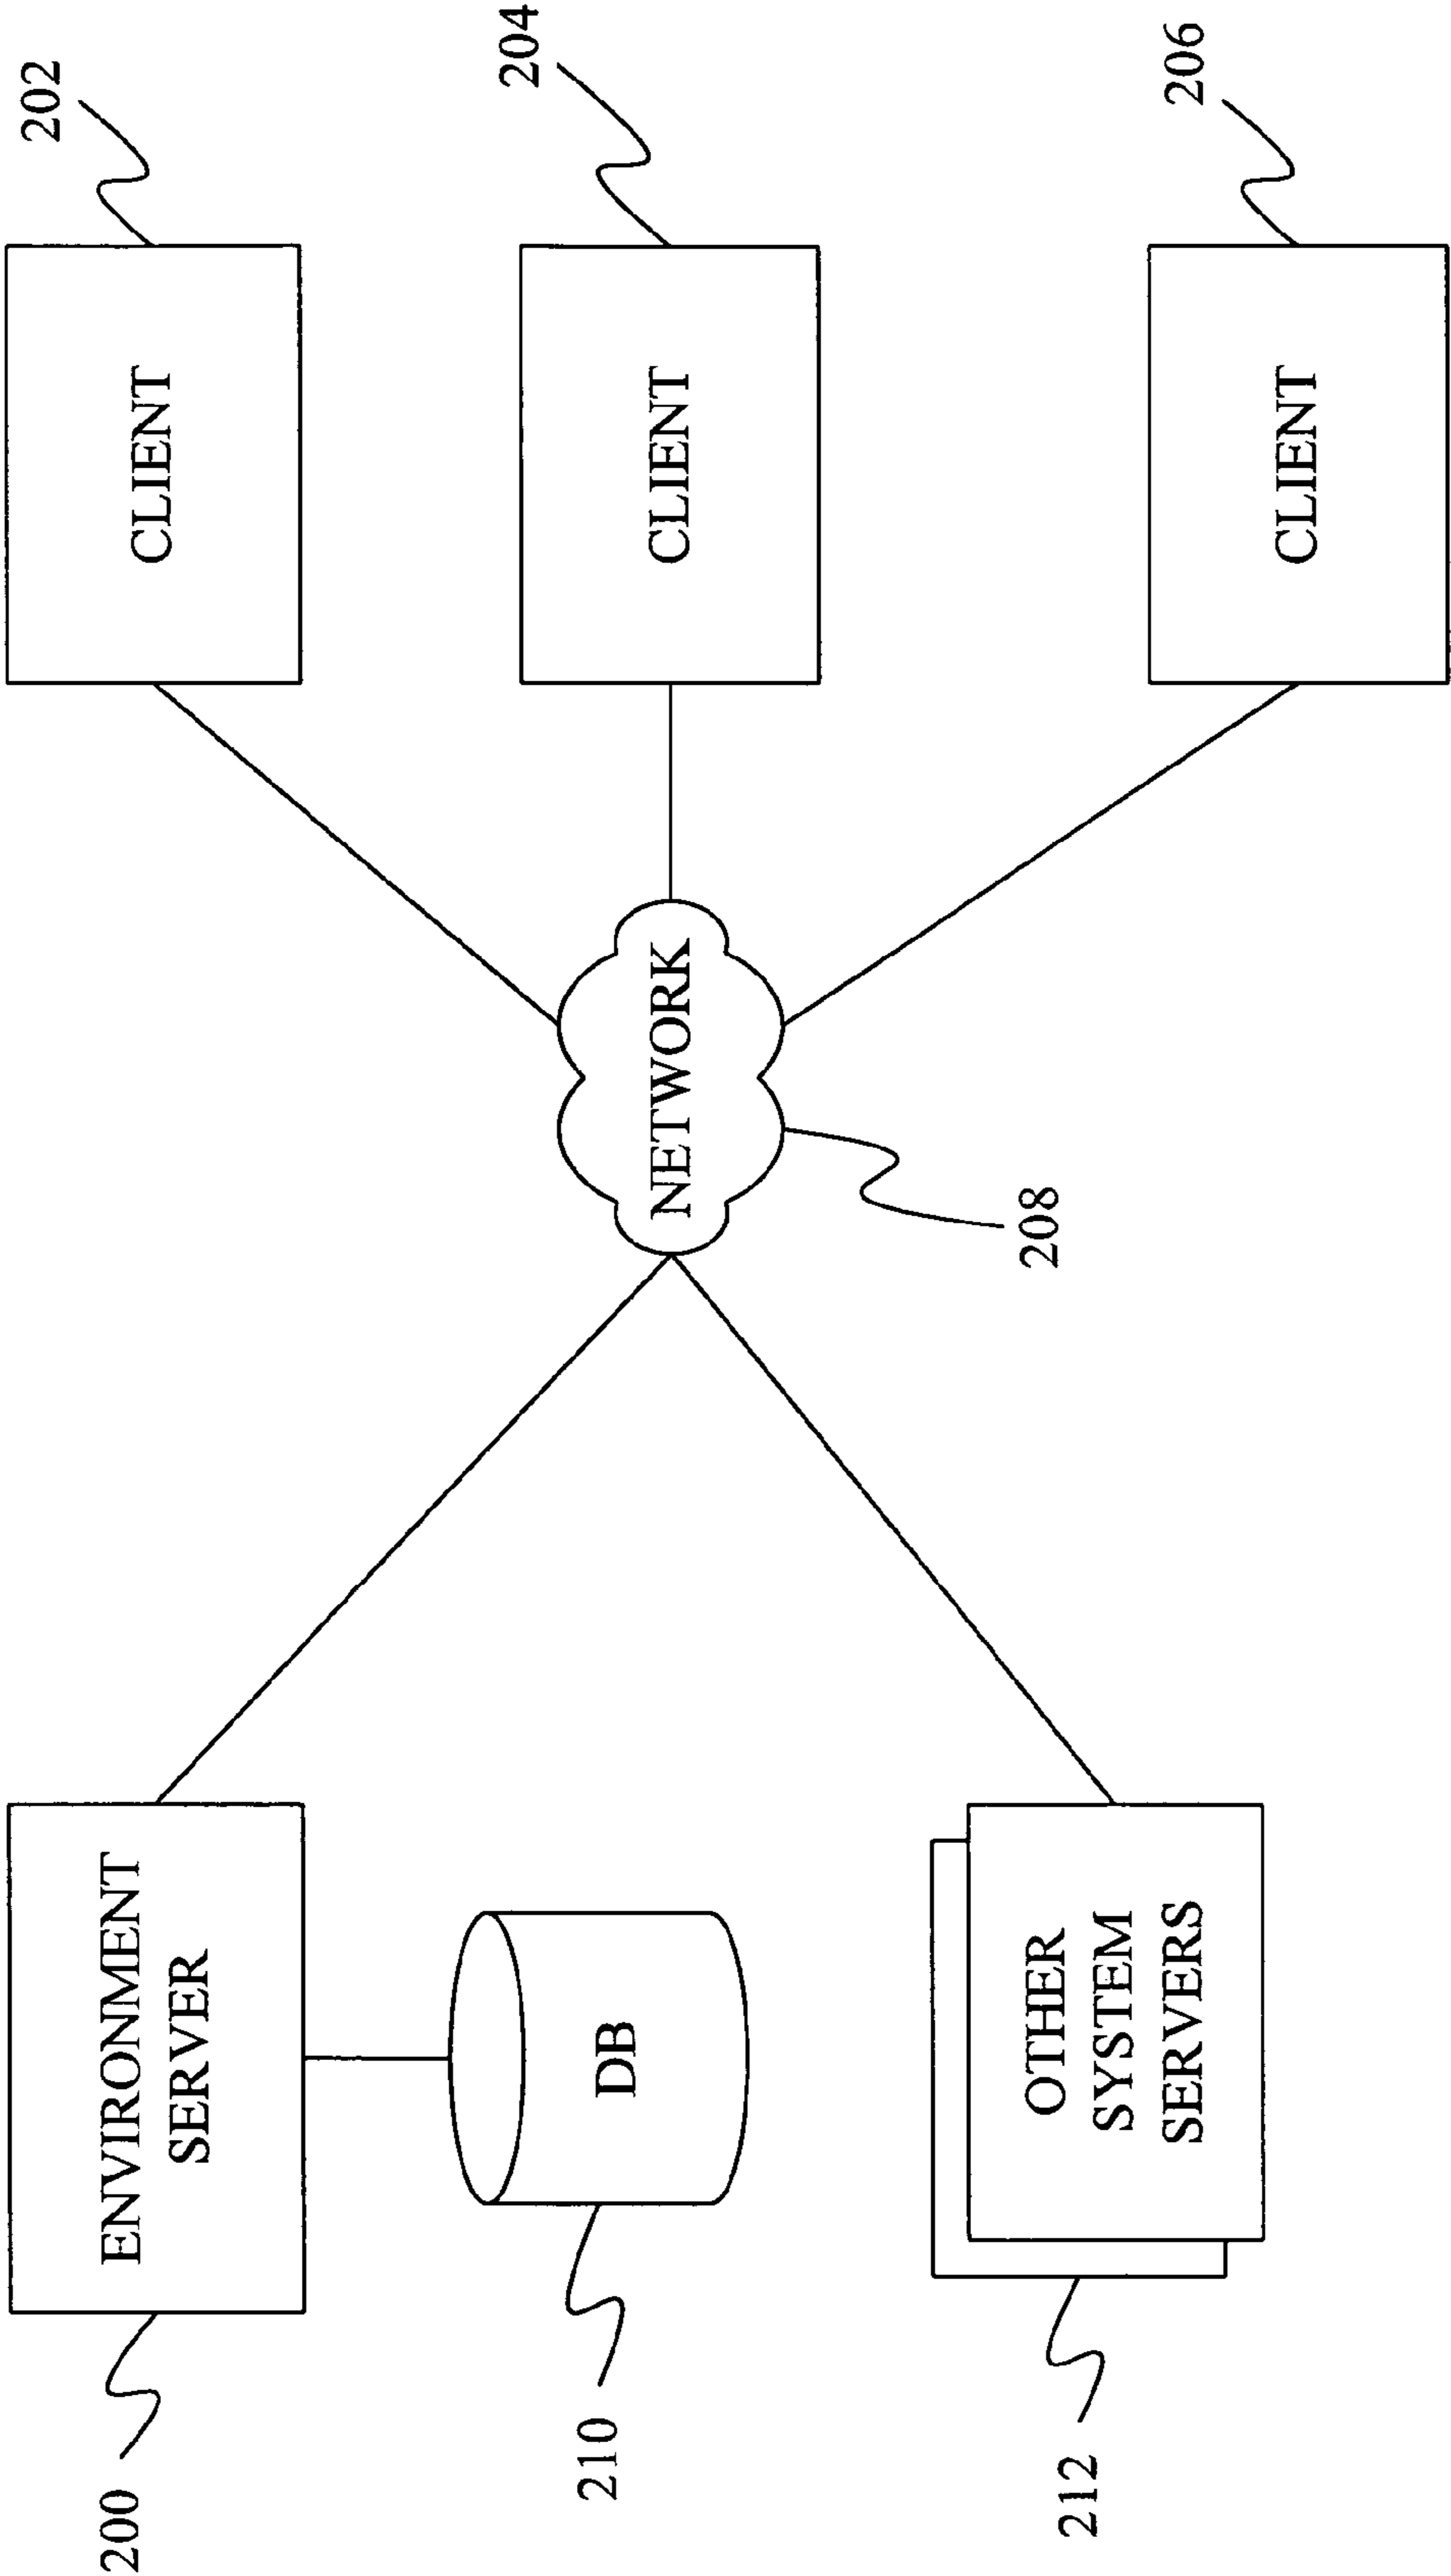 200
ENVIRONMENT
SERVER
210
DB
212
OTHER
SYSTEM
SERVERS
NETWORK
208
CLIENT
202
CLIENT
204
CLIENT
206